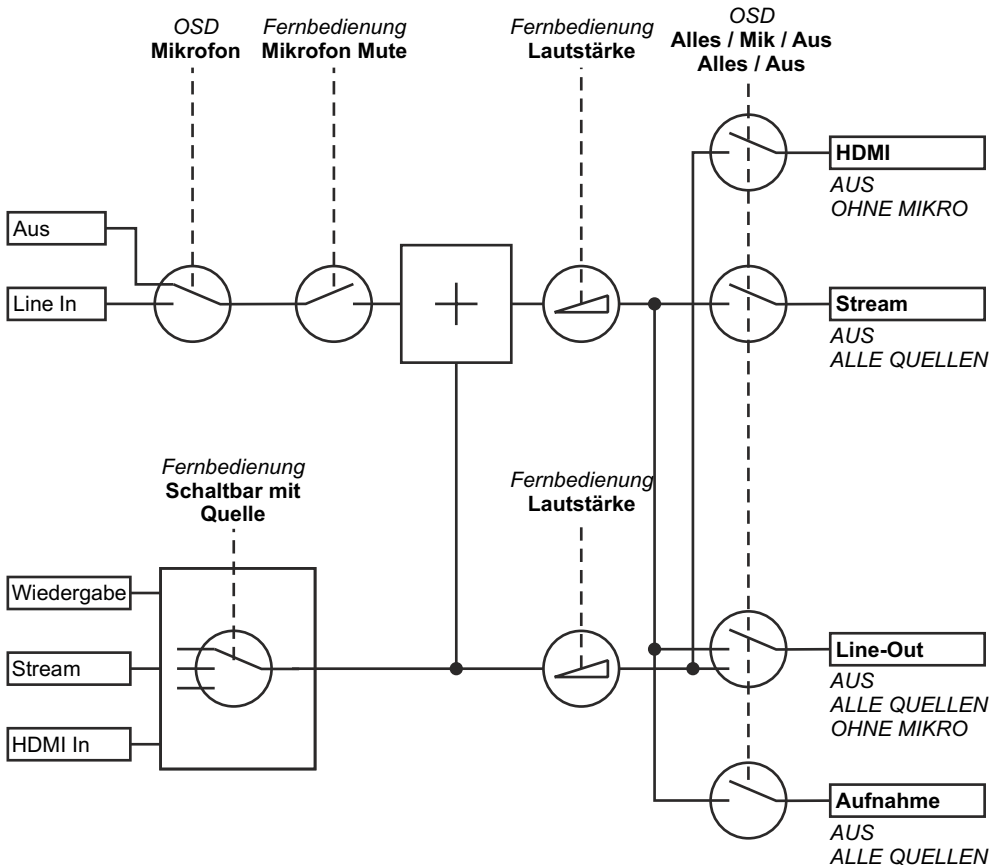 OSD
Mikrofon
Fernbedienung
Mikrofon Mute
Fernbedienung
Lautstärke
OSD
Alles / Mik / Aus
Alles / Aus
HDMI
AUS
OHNE MIKRO
Aus
Line In
Stream
AUS
ALLE QUELLEN
Fernbedienung
Schaltbar mit
Quelle
Fernbedienung
Lautstärke
Wiedergabe
Stream
HDMI In
Line-Out
AUS
ALLE QUELLEN
OHNE MIKRO
Aufnahme
AUS
ALLE QUELLEN